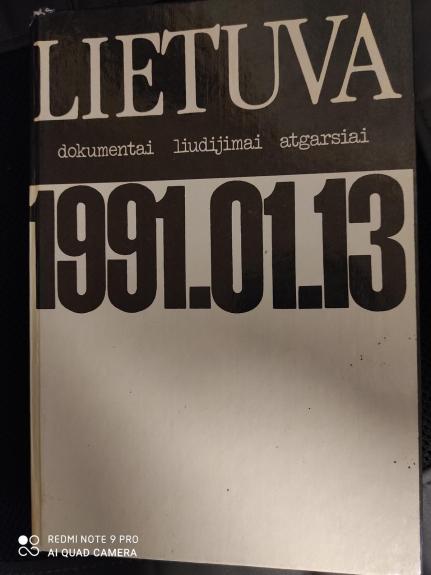 LIETUVA
dokumentai liudijimai atgarsiai
1991.01.13
REDMI NOTE 9 PRO
AI QUAD CAMERA